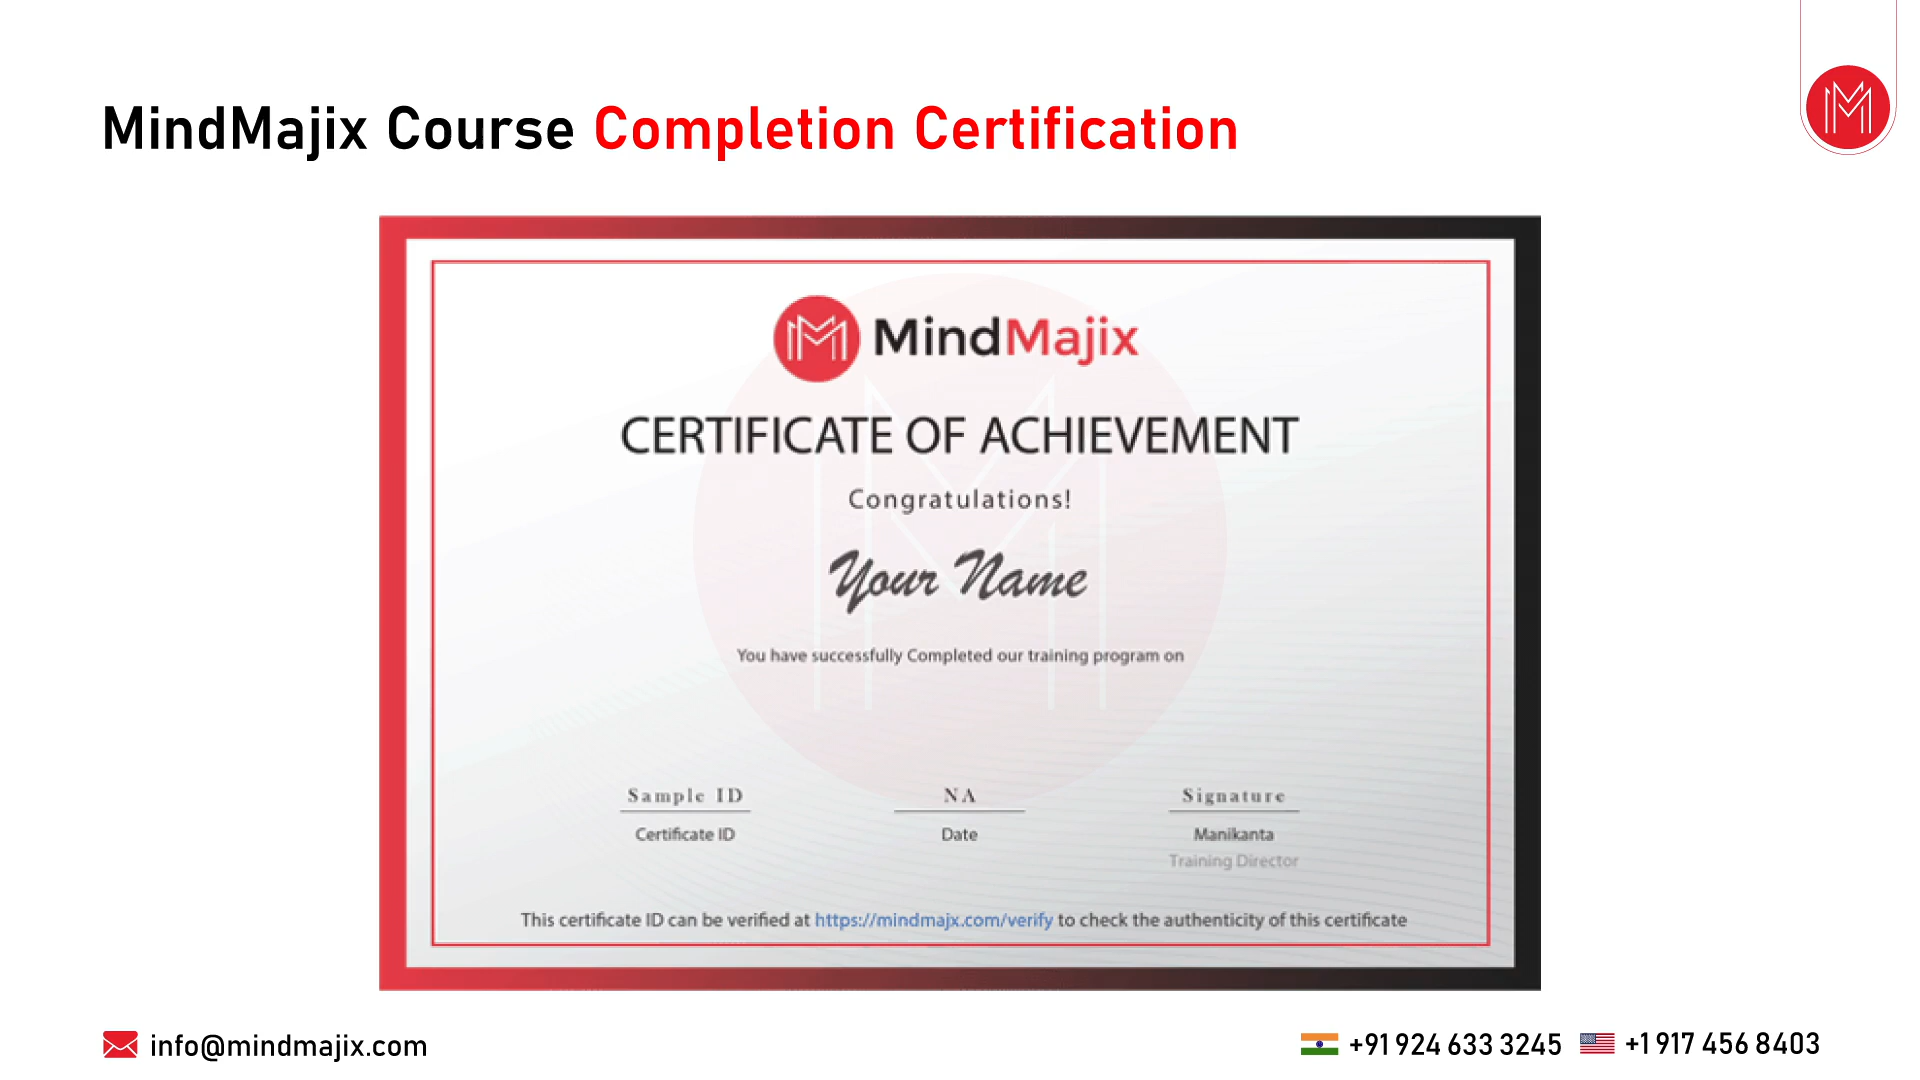 MindMajix Course Completion Certification
MindMajix
CERTIFICATE OF ACHIEVEMENT
Congratulations!
Your Name
You have successfully Completed our training program on
Sample ID
Certificate ID
NA
Date
Signature
Manikanta
Training Director
This certificate ID can be verified at https://mindmajx.com/verify to check the authenticity of this certificate
info@mindmajix.com
+91 924 633 3245
+1 917 456 8403